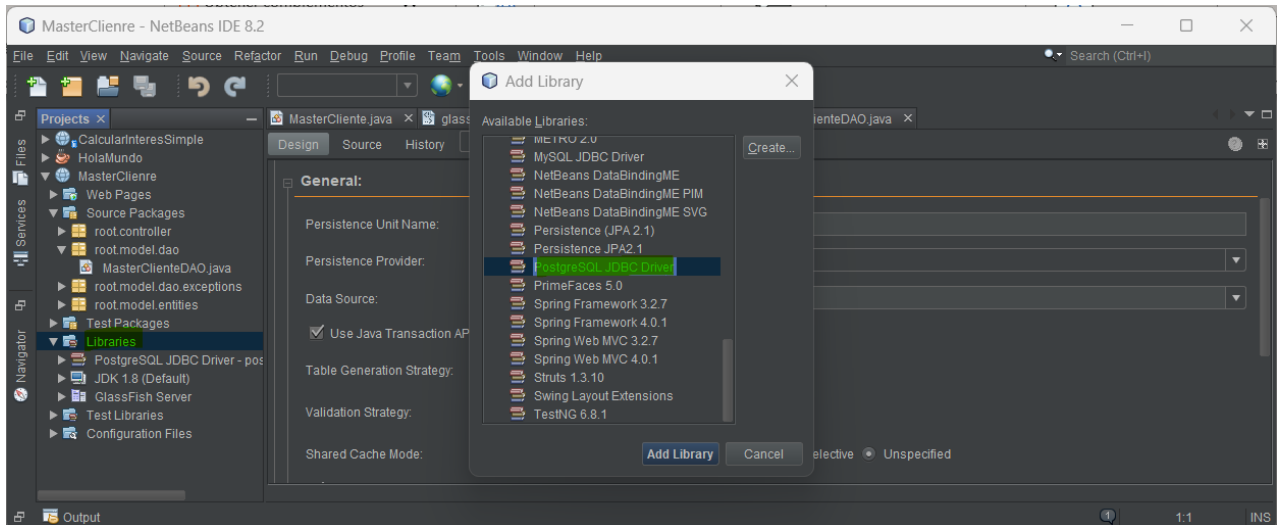 Obtener complementos
MasterClienre - NetBeans IDE 8.2
File Edit View Navigate Source Refactor Run Debug Profile Team Tools Window Help
Search (Ctrl+I)
Projects
MasterCliente.java
glass
ienteDAO.java
Design Source History
Files
Services
Navigator
CalcularInteresSimple
HolaMundo
MasterClienre
Web Pages
Source Packages
root.controller
root.model.dao
MasterClienteDAO.java
root.model.dao.exceptions
root.model.entities
Test Packages
Libraries
PostgreSQL JDBC Driver - pos
JDK 1.8 (Default)
GlassFish Server
Test Libraries
Configuration Files
General:
Persistence Unit Name:
Persistence Provider:
Data Source:
Use Java Transaction AP
Table Generation Strategy:
Validation Strategy:
Shared Cache Mode:
elective Unspecified
Add Library
Available Libraries:
METRO 2.0
MySQL JDBC Driver
NetBeans DataBindingME
NetBeans DataBindingME PIM
NetBeans DataBindingME SVG
Persistence (JPA 2.1)
Persistence JPA2.1
PostgreSQL JDBC Driver
PrimeFaces 5.0
Spring Framework 3.2.7
Spring Framework 4.0.1
Spring Web MVC 3.2.7
Spring Web MVC 4.0.1
Struts 1.3.10
Swing Layout Extensions
TestNG 6.8.1
Create...
Add Library Cancel
Output
1
1:1 INS